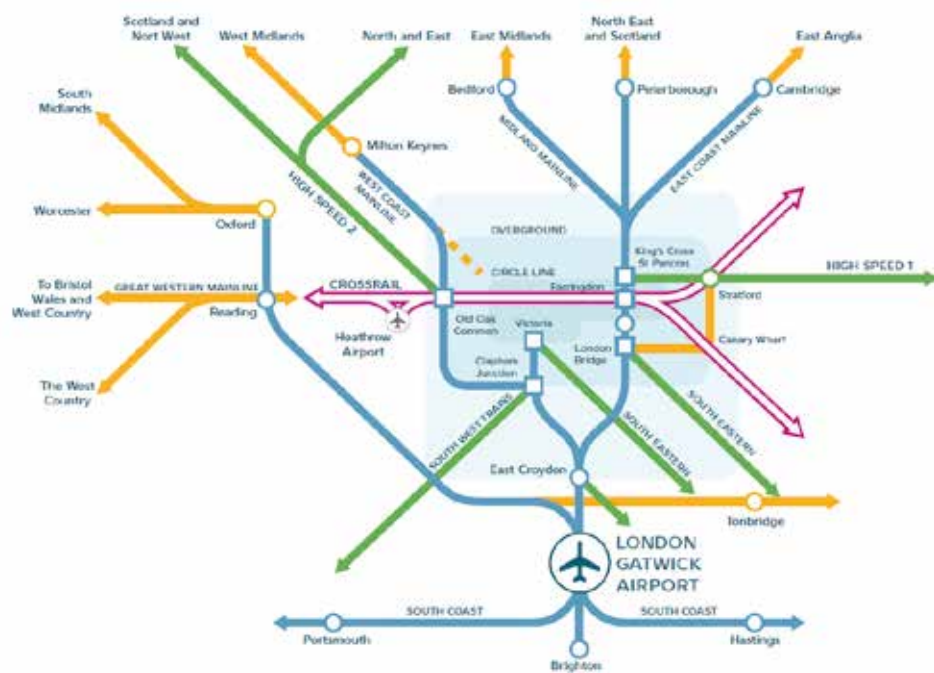 Scotland and
Nort West
West Midlands
North and East
East Midlands
North East
and Scotland
East Anglia
South
Midlands
Bedford
Peterborough
Cambridge
Milton Keynes
MIDLAND MAINLINE
EAST COAST MAINLINE
WEST COAST
MAINLINE
HIGH SPEED 2
Worcester
Oxford
OVERGROUND
King's Cross
St Pancras
CIRCLE LINE
HIGH SPEED 1
To Bristol
Wales and
West Country
GREAT WESTERN MAINLINE
CROSSRAIL
Farringdon
Stratford
Reading
Heathrow
Airport
Old Oak
Common
Victoria
London
Bridge
Canary Wharf
Clapham
Junction
The West
Country
SOUTH WEST TRAINS
SOUTH EASTERN
SOUTH EASTERN
East Croydon
Tonbridge
LONDON
GATWICK
AIRPORT
SOUTH COAST
SOUTH COAST
Portsmouth
Hastings
Brighton